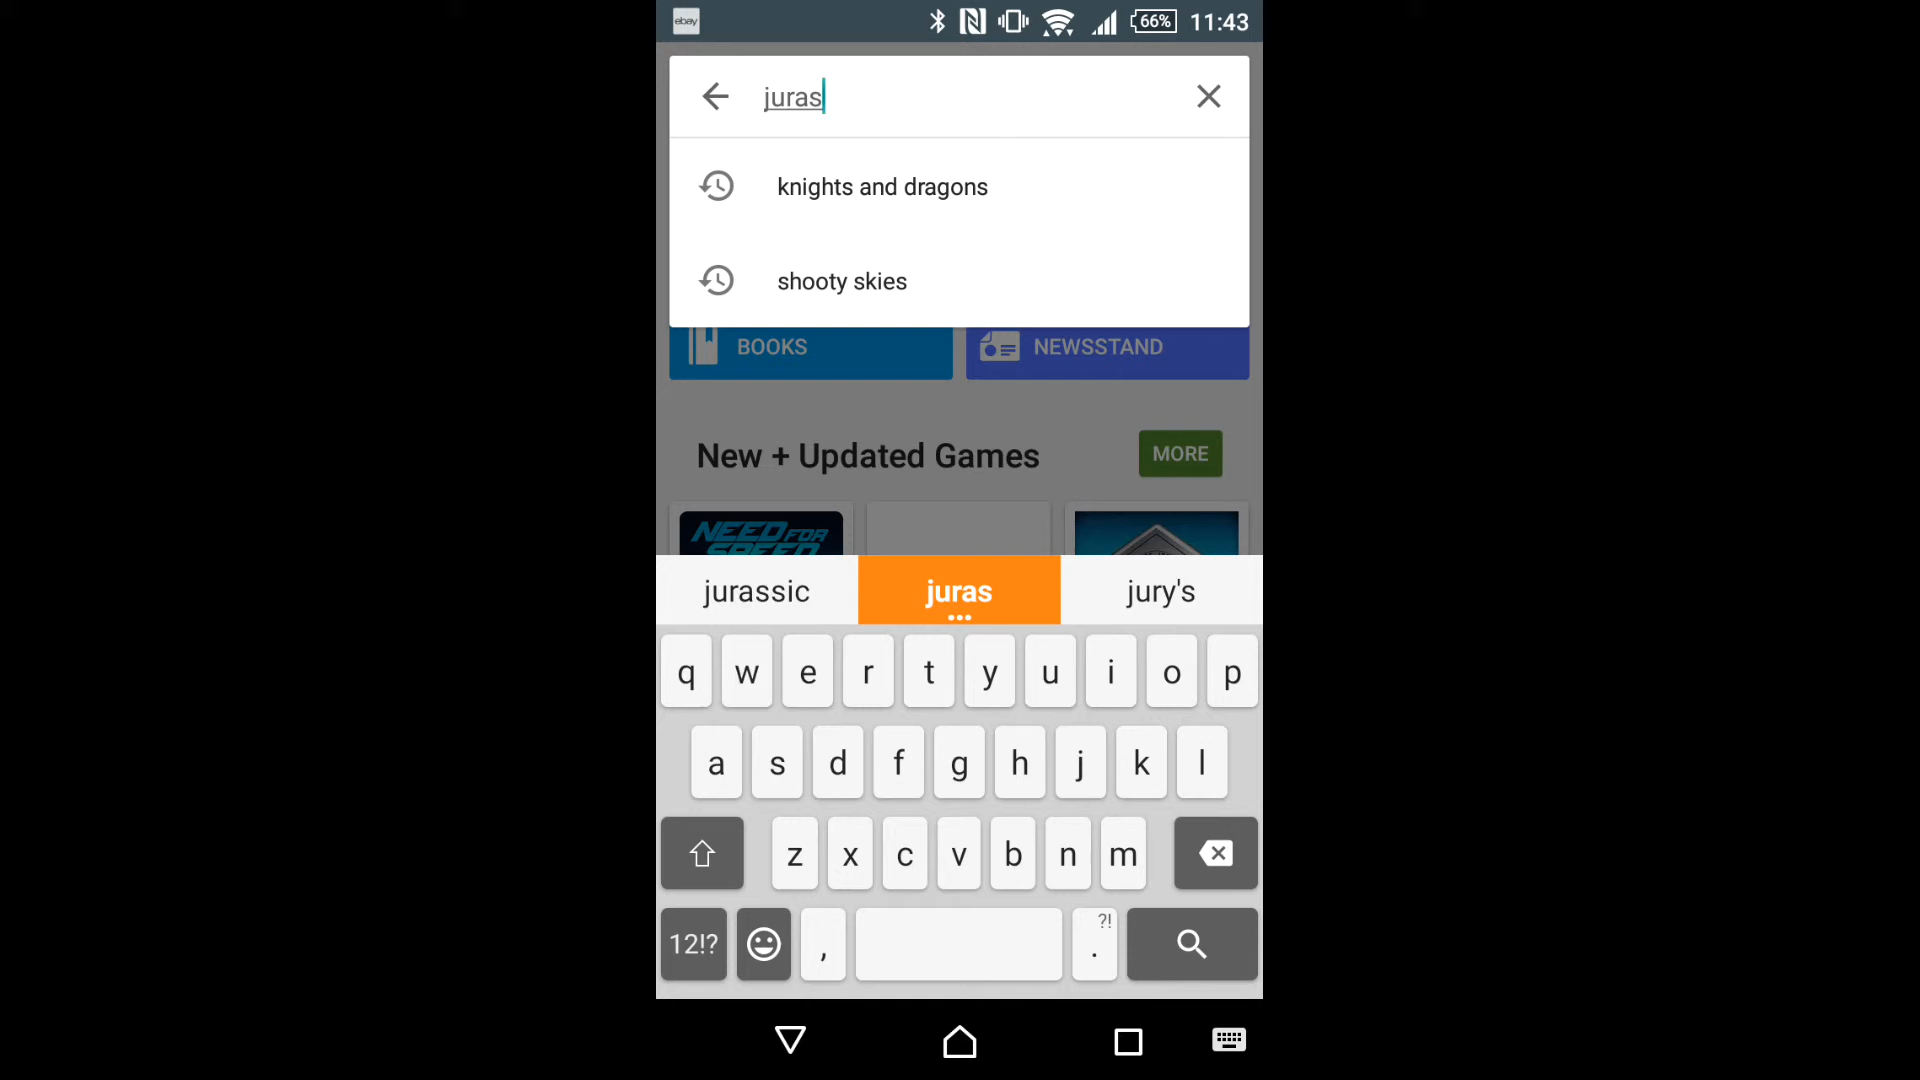 ebay 66% 11:43
juras
knights and dragons
shooty skies
BOOKS NEWSSTAND
New + Updated Games MORE
NEED FOR
SPEED
jurassic juras jury's
q w e r t y u i o p
a s d f g h j k l
z x c v b n m
12!? , ?! .